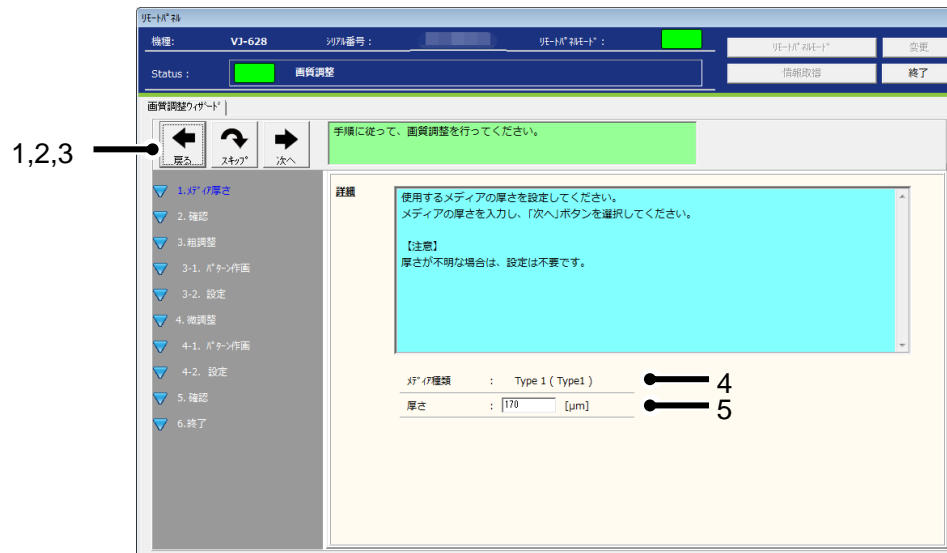 ﾘﾓｰﾄﾊﾟﾈﾙ
機種: VJ-628 ｼﾘｱﾙ番号： ﾘﾓｰﾄﾊﾟﾈﾙﾓｰﾄﾞ： ﾘﾓｰﾄﾊﾟﾈﾙﾓｰﾄﾞ 変更
Status： 画質調整 情報取得 終了
画質調整ｳｨｻﾞｰﾄﾞ
戻る ｽｷｯﾌﾟ 次へ
手順に従って、画質調整を行ってください。
1,2,3
1.ﾒﾃﾞｨｱ厚さ
2.確認
3.粗調整
3-1. ﾊﾟﾀｰﾝ作画
3-2. 設定
4.微調整
4-1. ﾊﾟﾀｰﾝ作画
4-2. 設定
5.確認
6.終了
詳細
使用するメディアの厚さを設定してください。
メディアの厚さを入力し、「次へ」ボタンを選択してください。
【注意】
厚さが不明な場合は、設定は不要です。
ﾒﾃﾞｨｱ種類 : Type 1 ( Type1 ) 4
厚さ : 170 [μm] 5